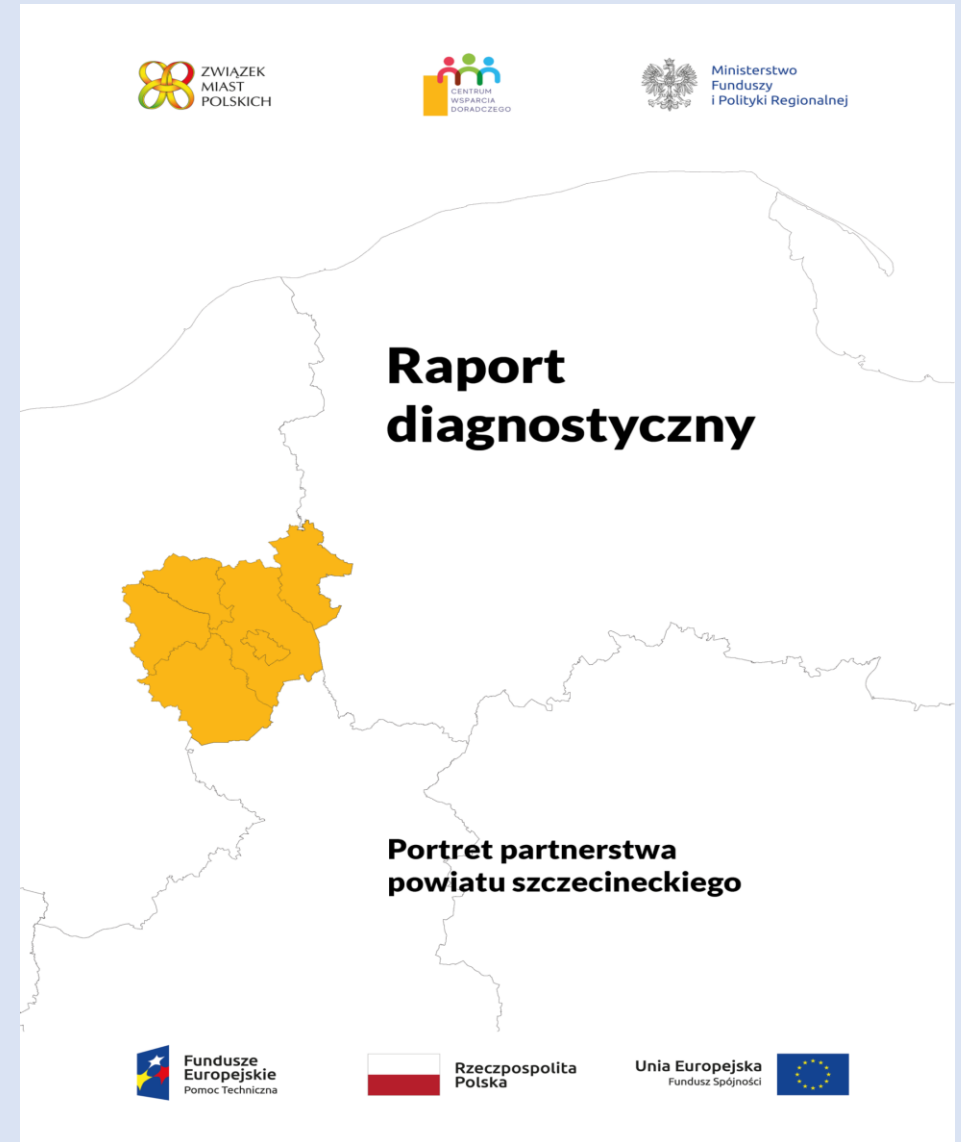 ZWIĄZEK
MIAST
POLSKICH
CENTRUM
WSPARCIA
DORADCZEGO
Ministerstwo
Funduszy
i Polityki Regionalnej
Raport
diagnostyczny
Portret partnerstwa
powiatu szczecineckiego
Fundusze
Europejskie
Pomoc Techniczna
Rzeczpospolita
Polska
Unia Europejska
Fundusz Spójności